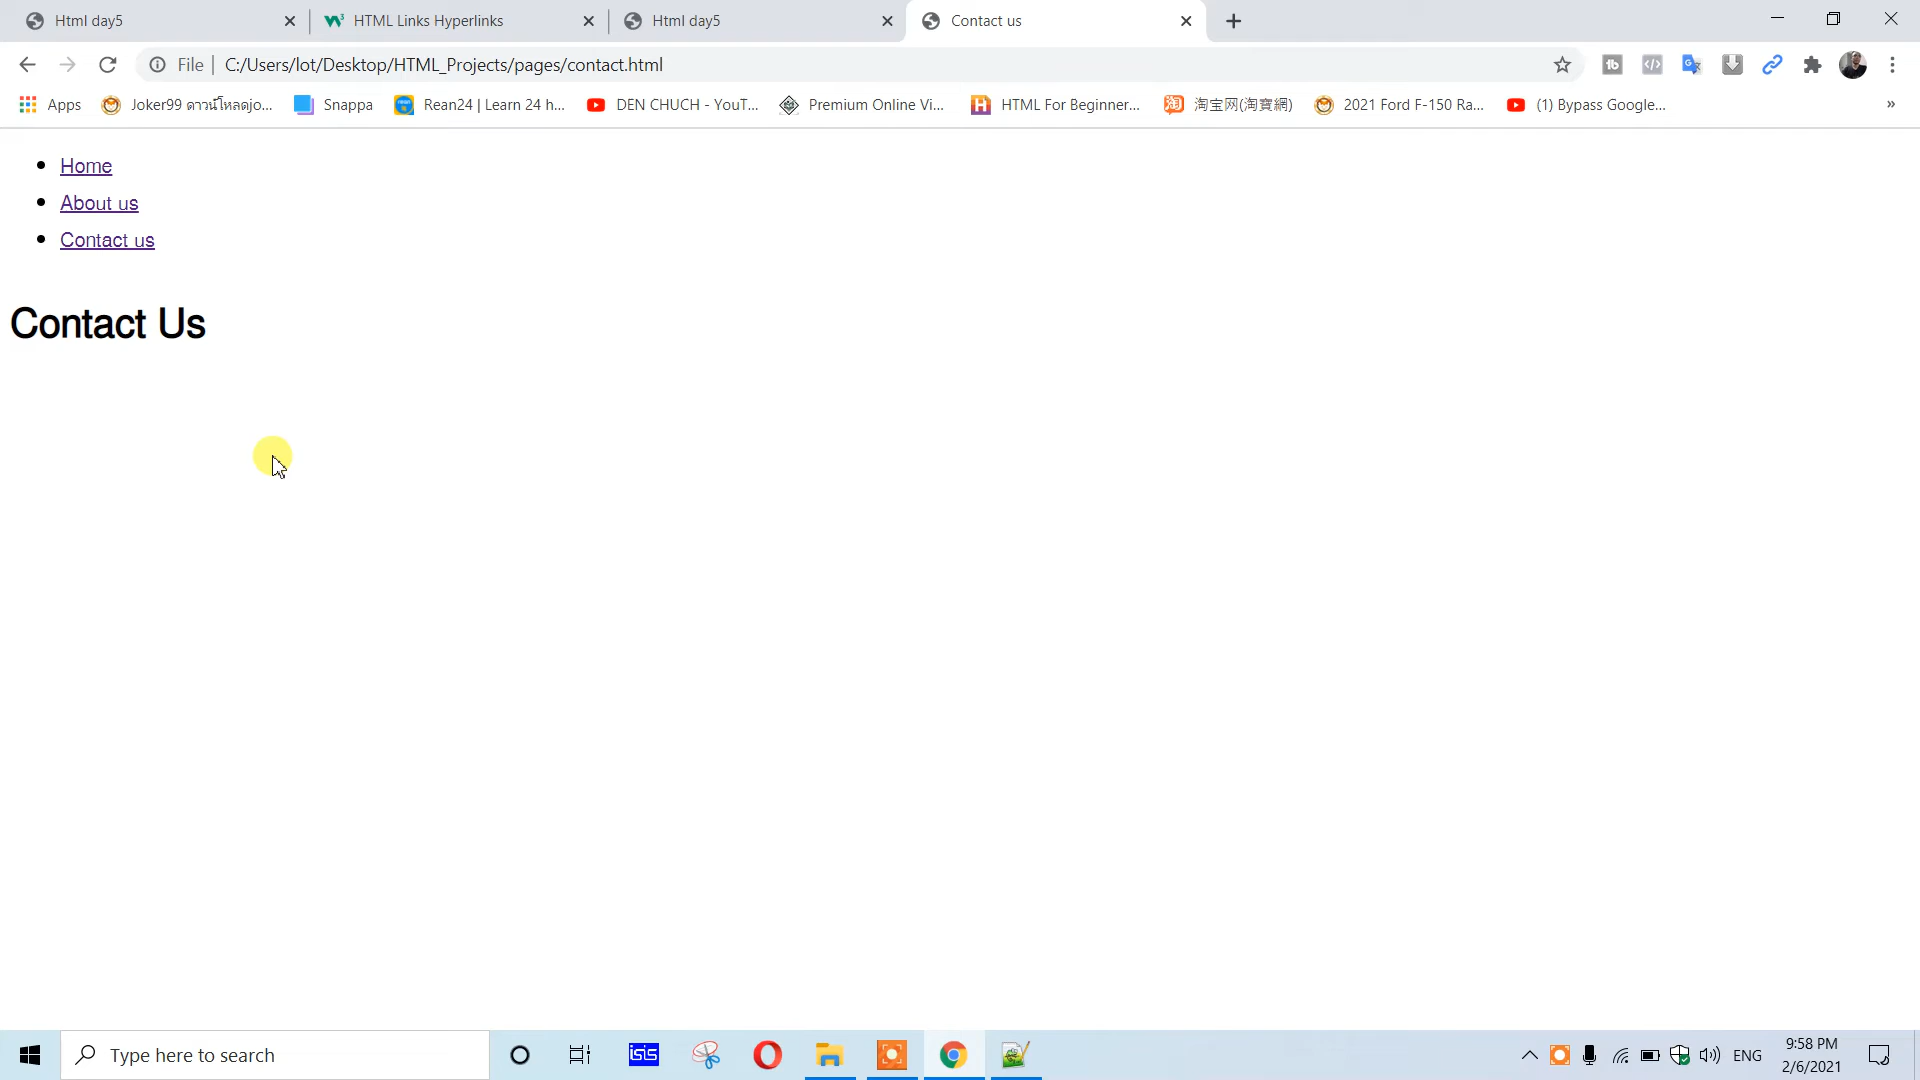 Html day5
HTML Links Hyperlinks
Html day5
Contact us
File | C:/Users/lot/Desktop/HTML_Projects/pages/contact.html
Apps
Joker99 ดาวน์โหลดjo...
Snappa
Rean24 | Learn 24 h...
DEN CHUCH - YouT...
Premium Online Vi...
HTML For Beginner...
淘宝网(淘寶網)
2021 Ford F-150 Ra...
(1) Bypass Google...
»
Home
About us
Contact us
Contact Us
Type here to search
isis
ENG
9:58 PM
2/6/2021